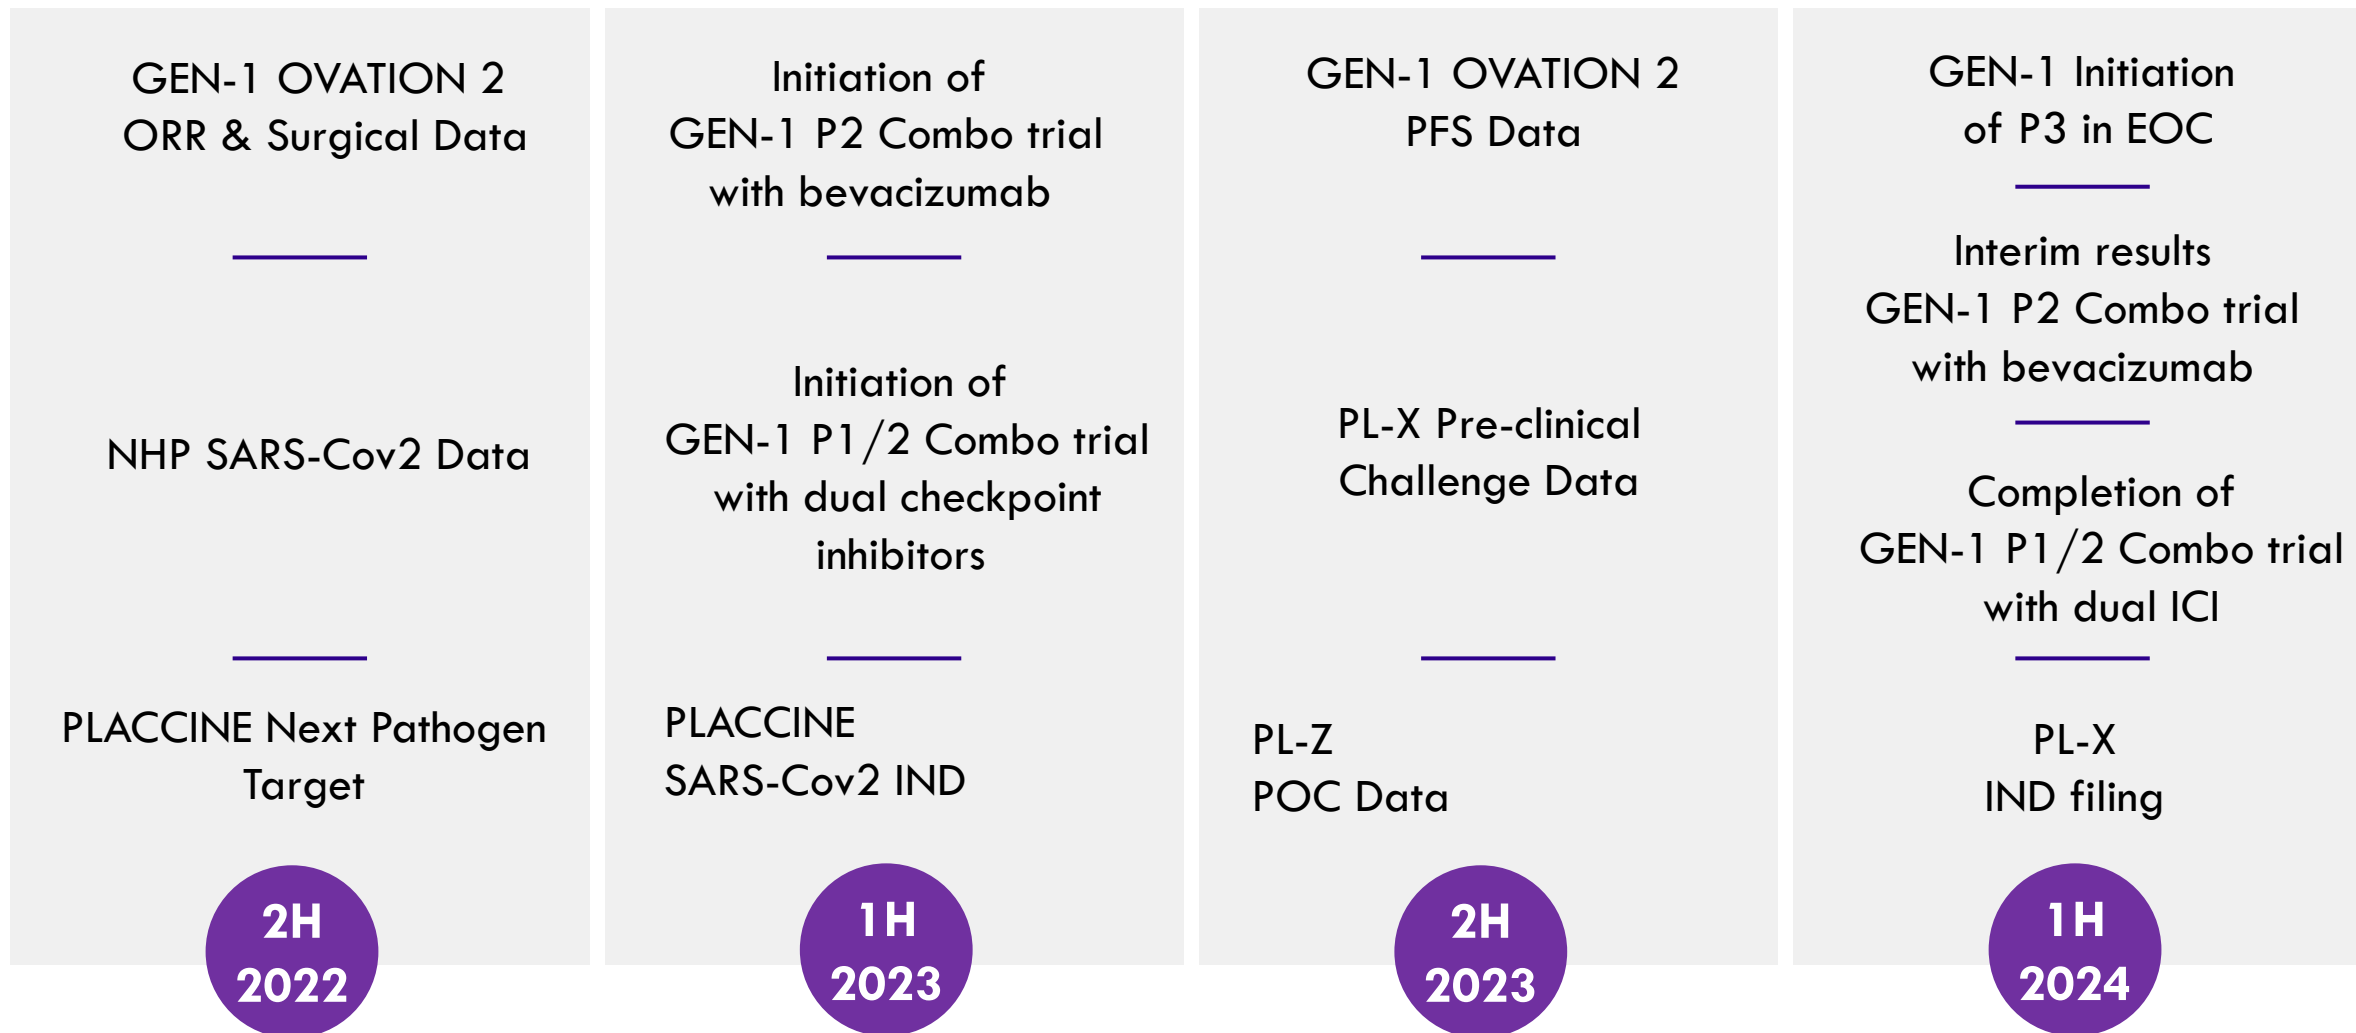 GEN-1 OVATION 2
ORR & Surgical Data
NHP SARS-Cov2 Data
PLACCINE Next Pathogen
Target
2H
2022
Initiation of
GEN-1 P2 Combo trial
with bevacizumab
Initiation of
GEN-1 P1/2 Combo trial
with dual checkpoint
inhibitors
PLACCINE
SARS-Cov2 IND
1H
2023
GEN-1 OVATION 2
PFS Data
PL-X Pre-clinical
Challenge Data
PL-Z
POC Data
2H
2023
GEN-1 Initiation
of P3 in EOC
Interim results
GEN-1 P2 Combo trial
with bevacizumab
Completion of
GEN-1 P1/2 Combo trial
with dual ICI
PL-X
IND filing
1H
2024